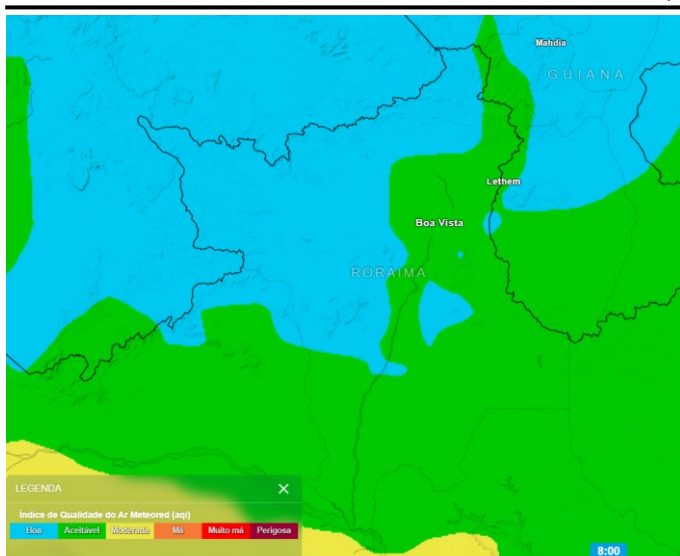 Mahdia
GUIANA
Lethem
Boa Vista
RORAIMA
LEGENDA
Índice de Qualidade do Ar Meteored (aqi)
Boa Aceitável Moderada Má Muito má Perigosa
8:00